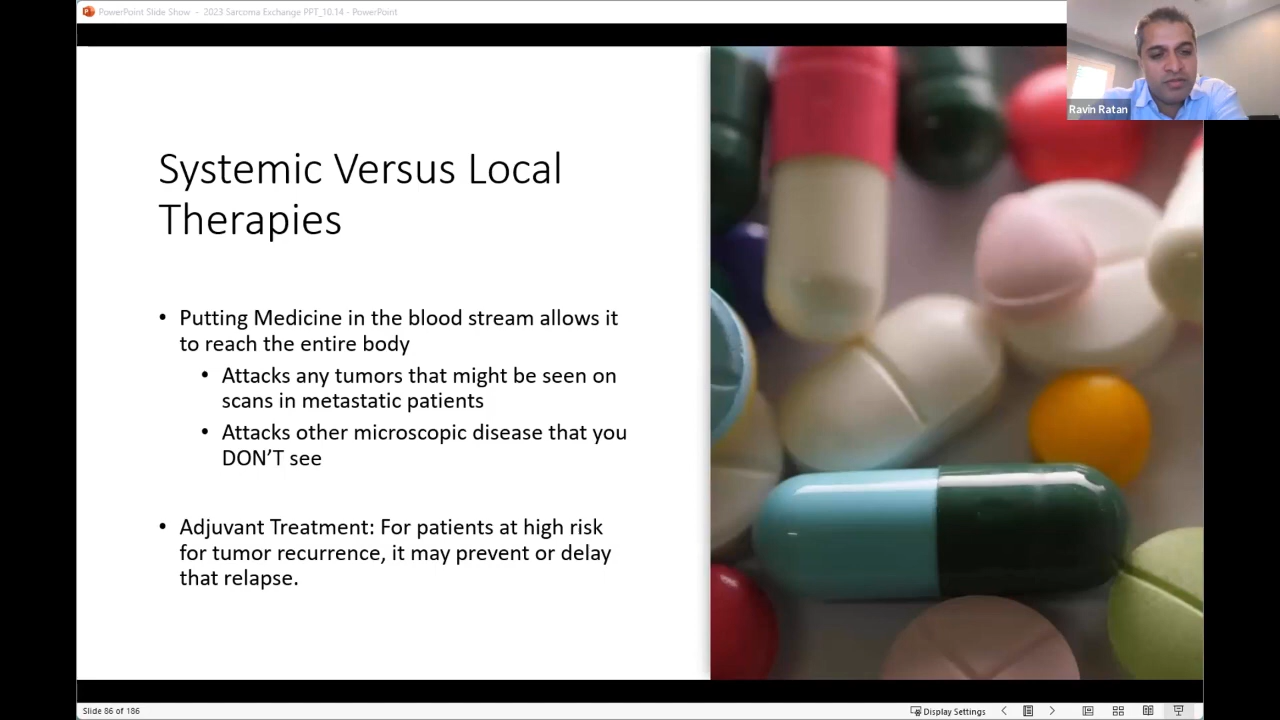 PowerPoint Slide Show - 2023 Sarcoma Exchange PPT_10.14 - PowerPoint
Ravin Ratan
Systemic Versus Local
Therapies
• Putting Medicine in the blood stream allows it
to reach the entire body
• Attacks any tumors that might be seen on
scans in metastatic patients
• Attacks other microscopic disease that you
DON’T see
• Adjuvant Treatment: For patients at high risk
for tumor recurrence, it may prevent or delay
that relapse.
Slide 86 of 186
Display Settings